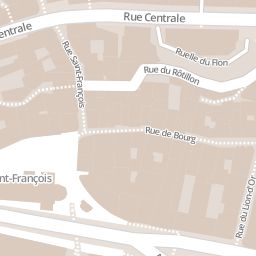 Rue Centrale
Centrale
Ruelle du Flon
Rue Saint-François
Rue du Rôtillon
Rue de Bourg
nt-François
Rue du Lion-d'Or